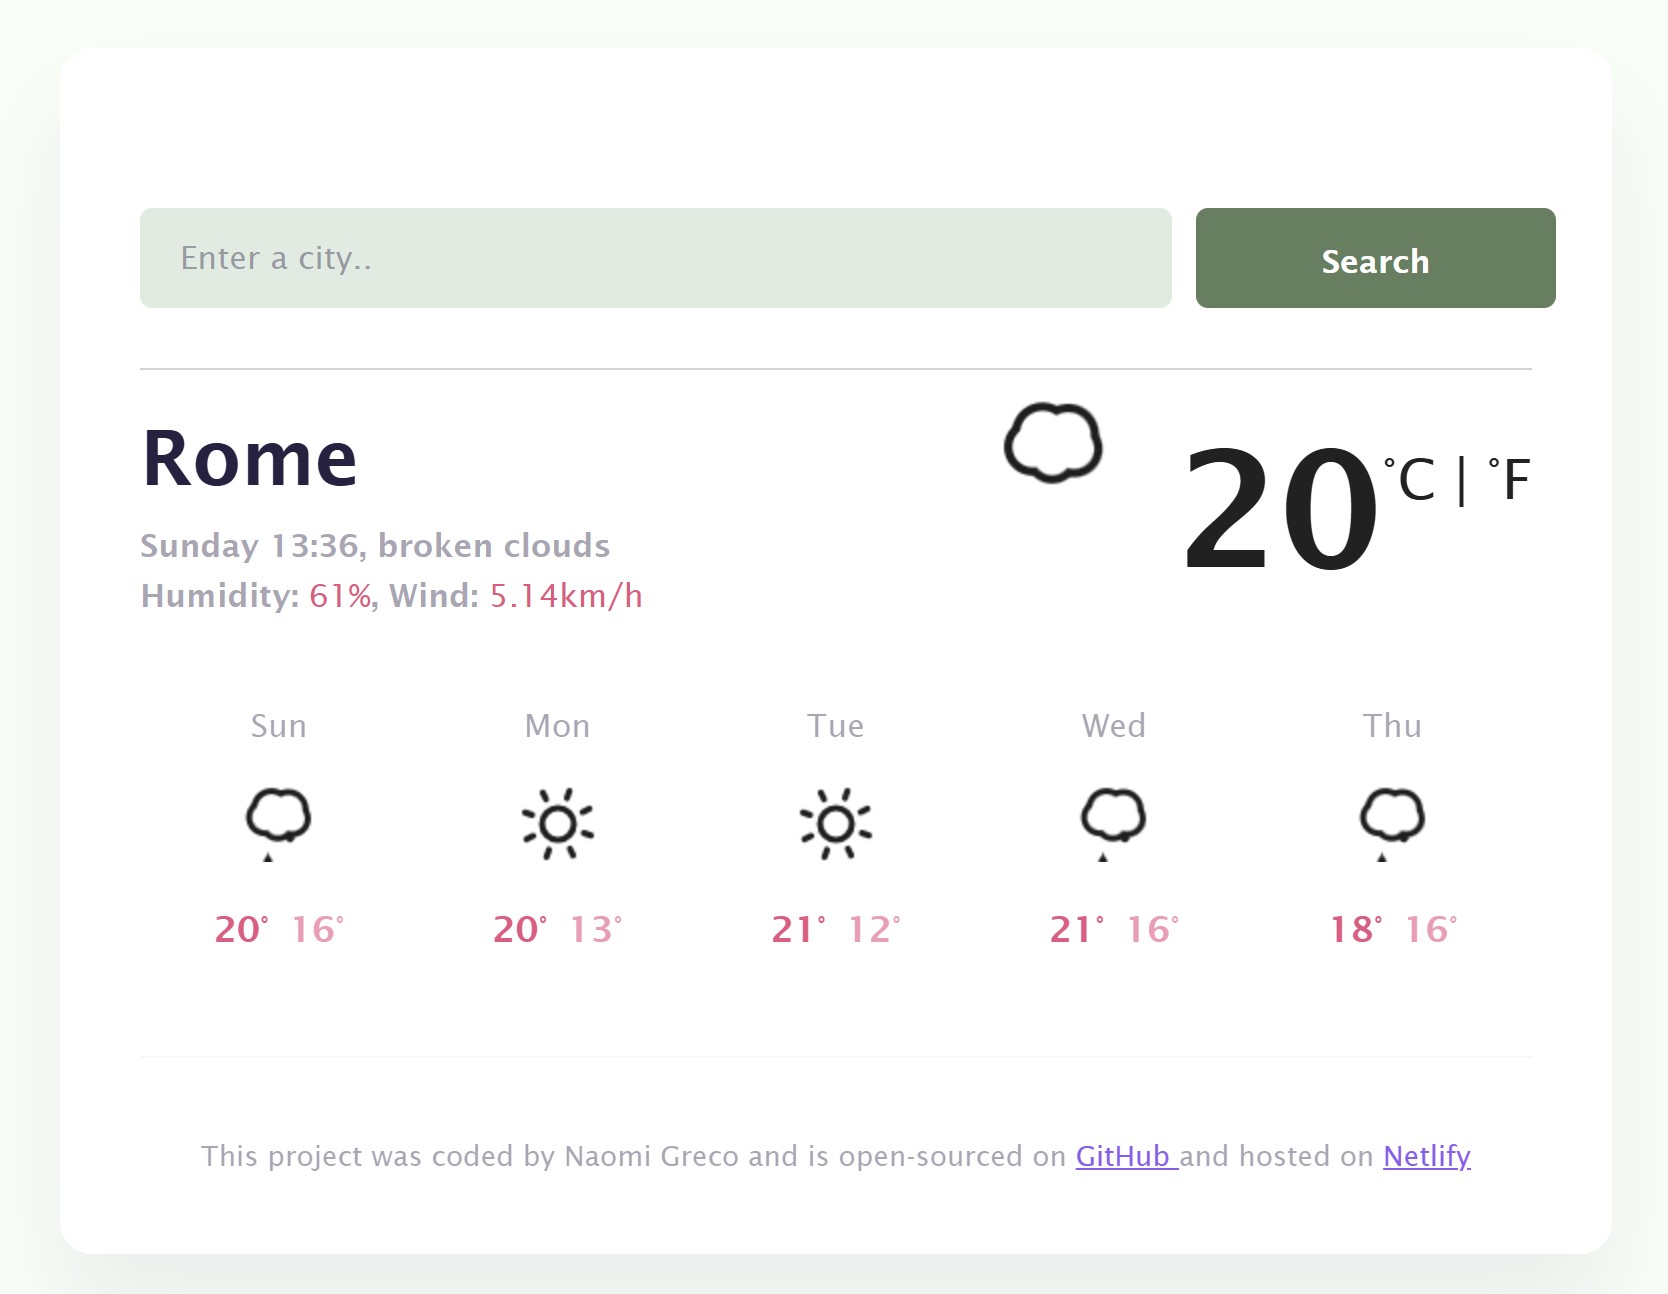 Enter a city..
Search
Rome
20°C | °F
Sunday 13:36, broken clouds
Humidity: 61%, Wind: 5.14km/h
Sun Mon Tue Wed Thu
20° 16° 20° 13° 21° 12° 21° 16° 18° 16°
This project was coded by Naomi Greco and is open-sourced on GitHub and hosted on Netlify